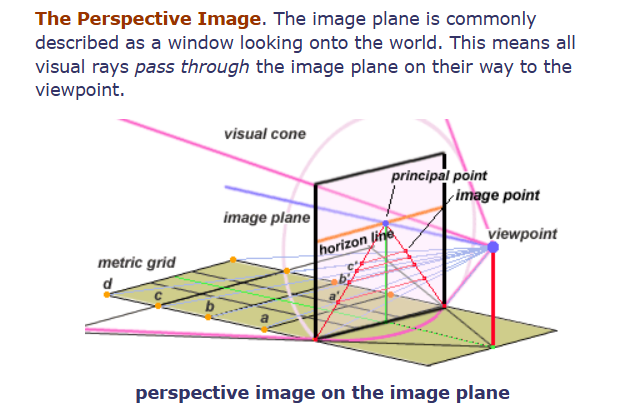 The Perspective Image. The image plane is commonly
described as a window looking onto the world. This means all
visual rays pass through the image plane on their way to the
viewpoint.
visual cone
principal point
image point
image plane
viewpoint
horizon line
metric grid
c'
d
b'
c
a'
b
a
perspective image on the image plane